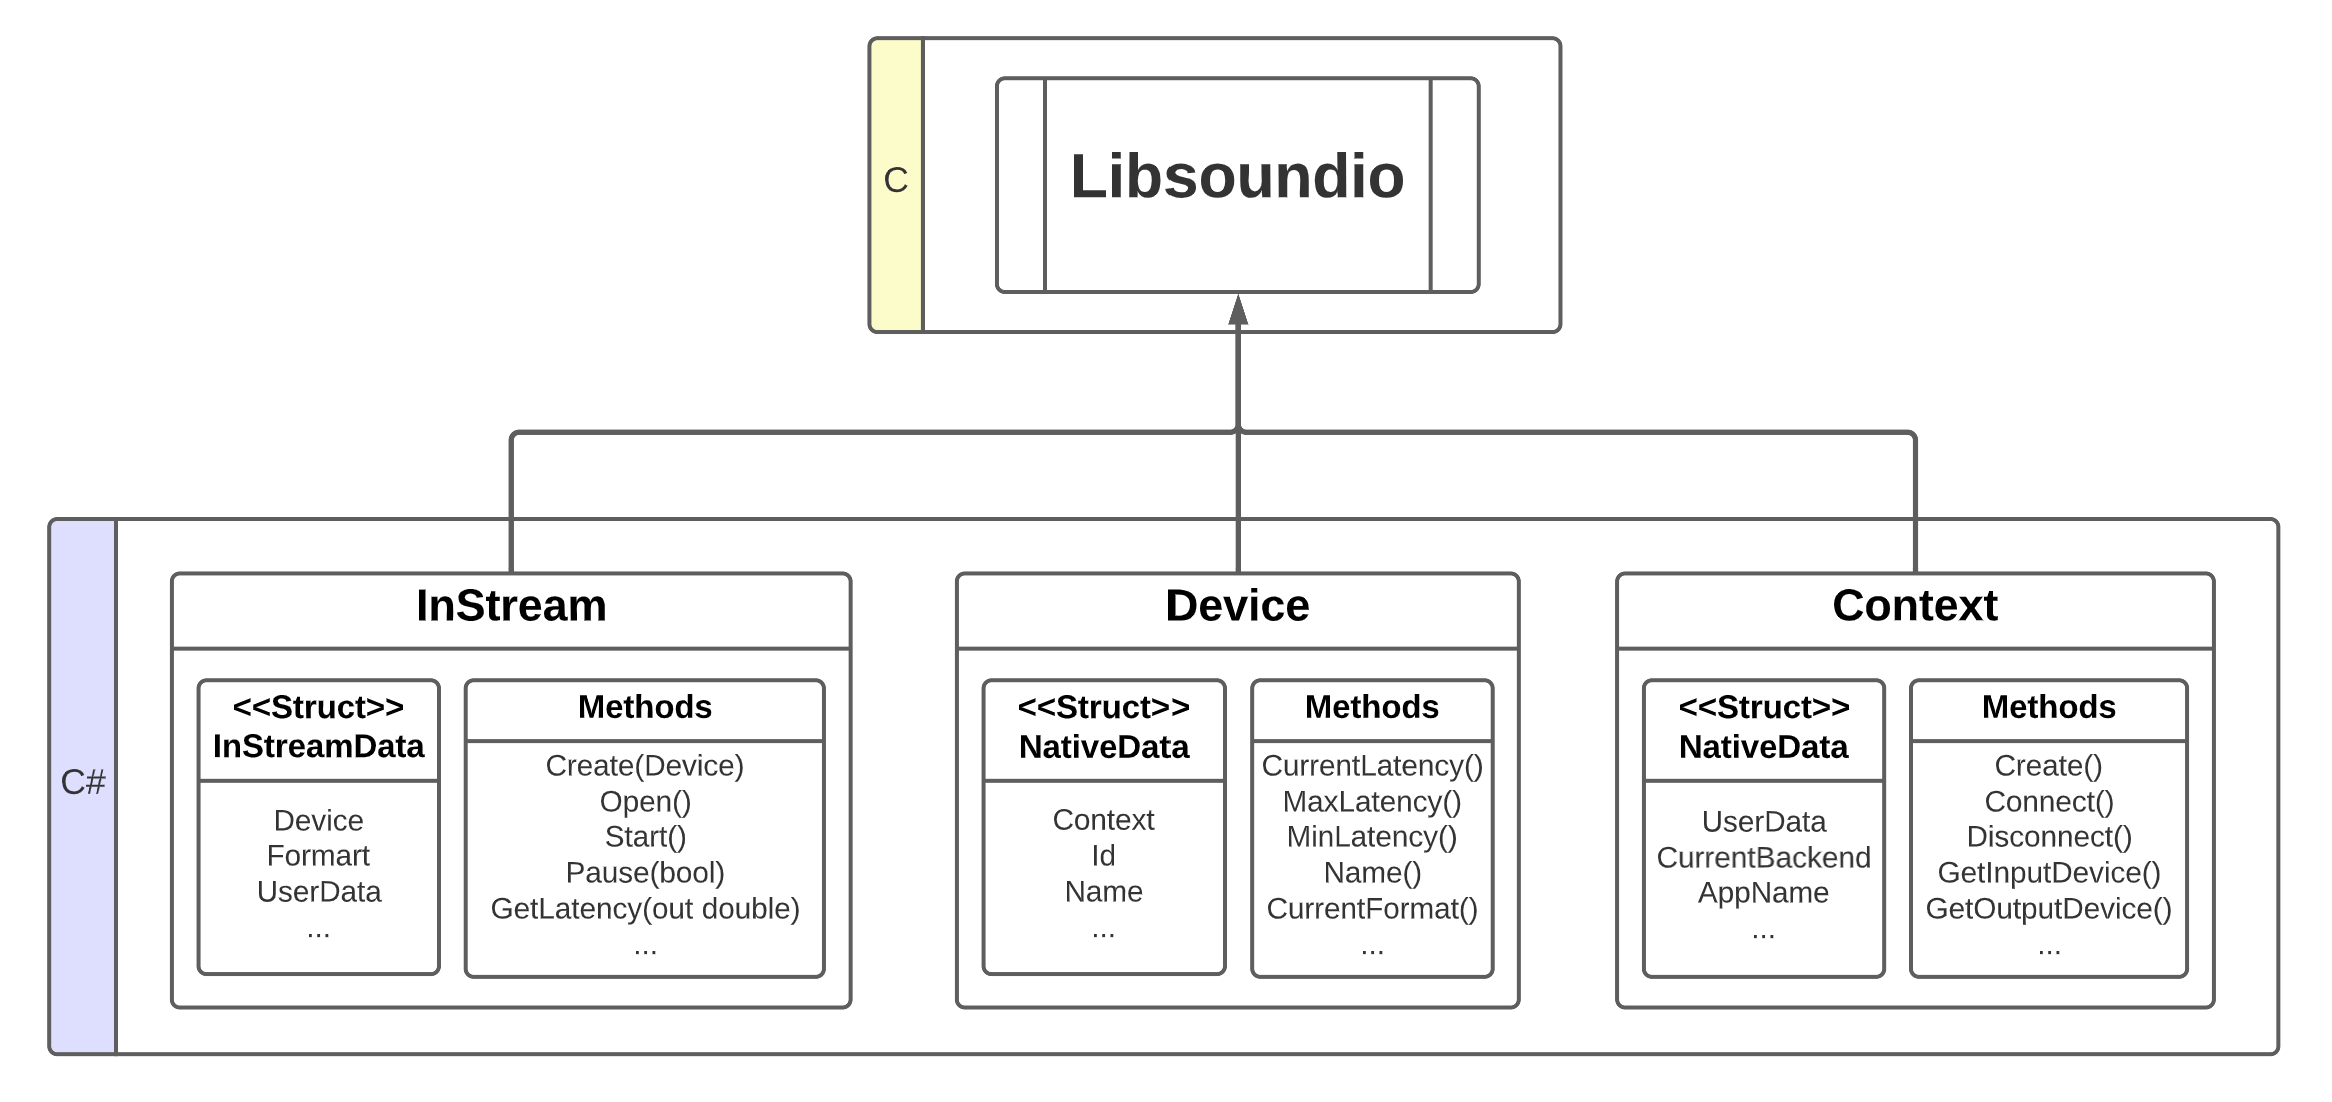 C
Libsoundio
C#
InStream
<<Struct>>
InStreamData
Device
Formart
UserData
...
Methods
Create(Device)
Open()
Start()
Pause(bool)
GetLatency(out double)
...
Device
<<Struct>>
NativeData
Context
Id
Name
...
Methods
CurrentLatency()
MaxLatency()
MinLatency()
Name()
CurrentFormat()
...
Context
<<Struct>>
NativeData
UserData
CurrentBackend
AppName
...
Methods
Create()
Connect()
Disconnect()
GetInputDevice()
GetOutputDevice()
...